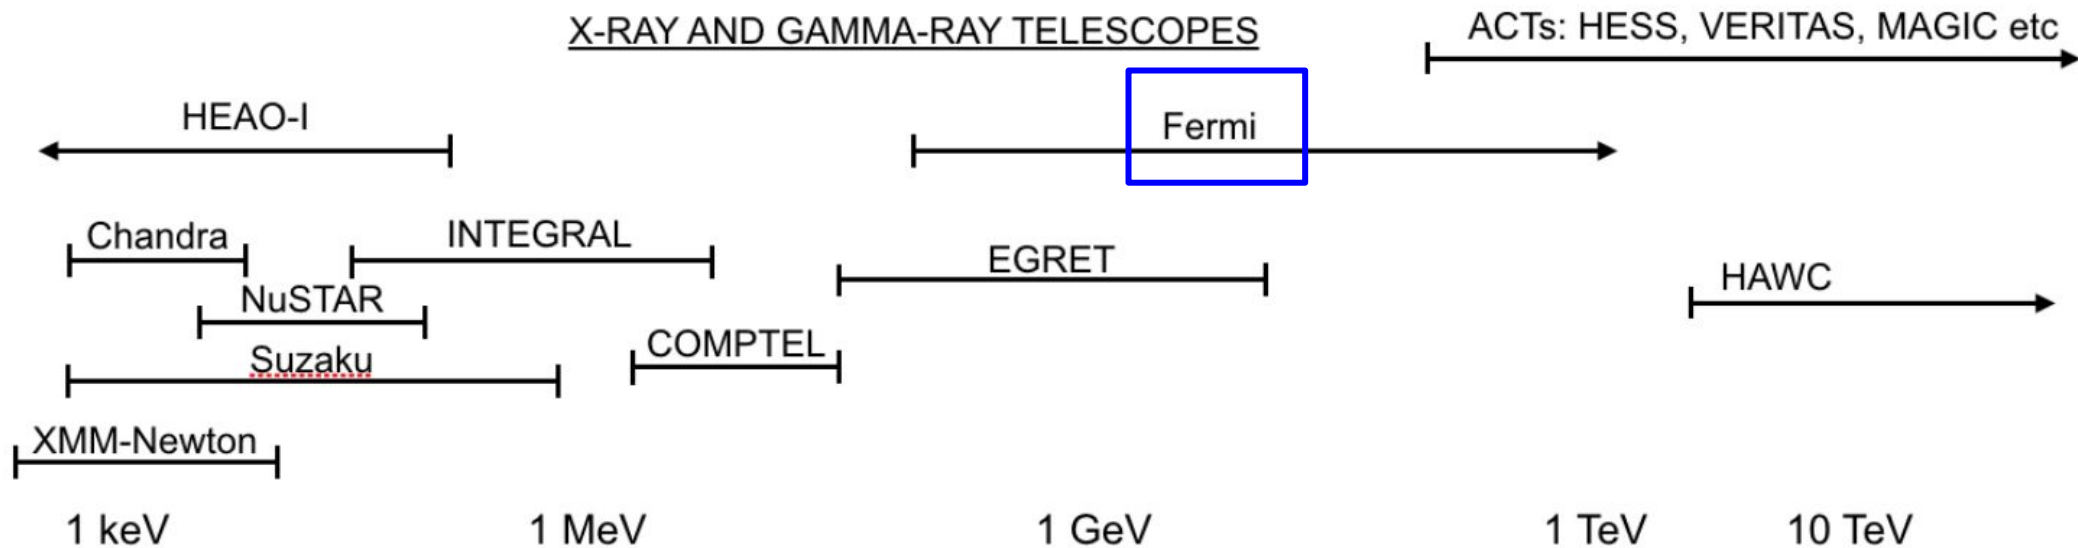 X-RAY AND GAMMA-RAY TELESCOPES
ACTs: HESS, VERITAS, MAGIC etc
HEAO-I
Fermi
Chandra
INTEGRAL
EGRET
HAWC
NuSTAR
COMPTEL
Suzaku
XMM-Newton
1 keV 1 MeV 1 GeV 1 TeV 10 TeV